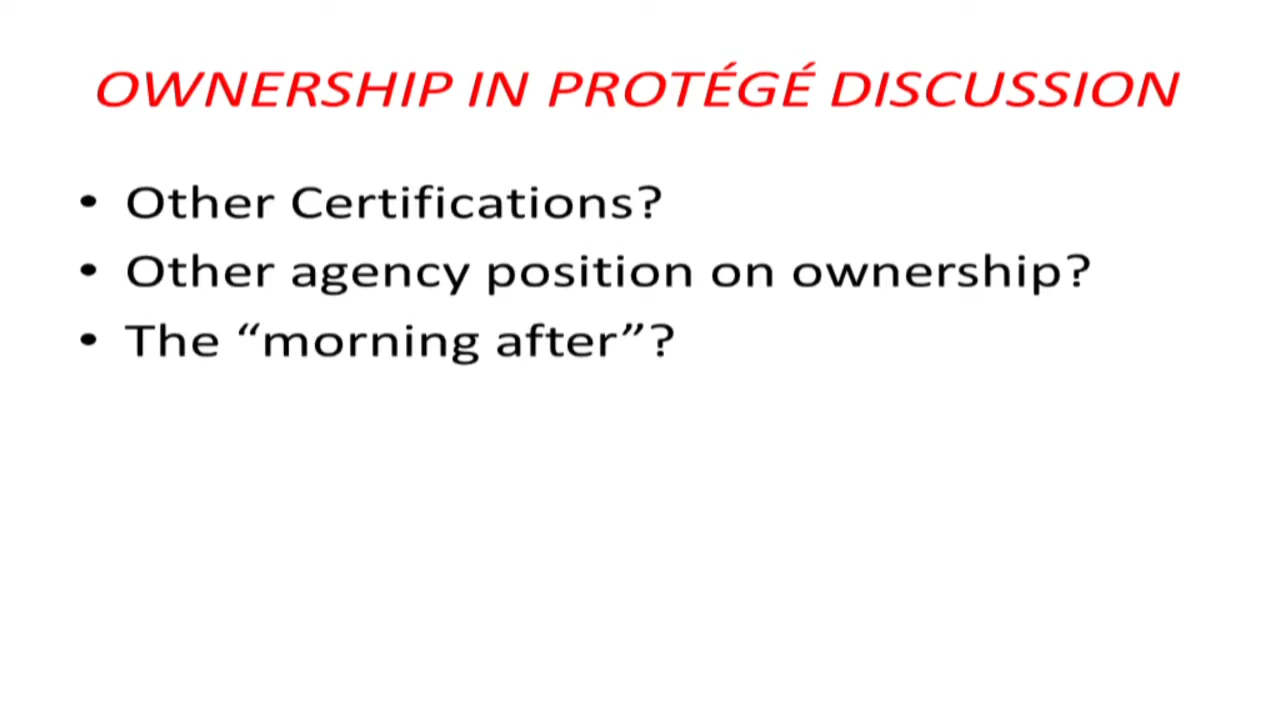 OWNERSHIP IN PROTÉGÉ DISCUSSION
• Other Certifications?
• Other agency position on ownership?
• The “morning after”?